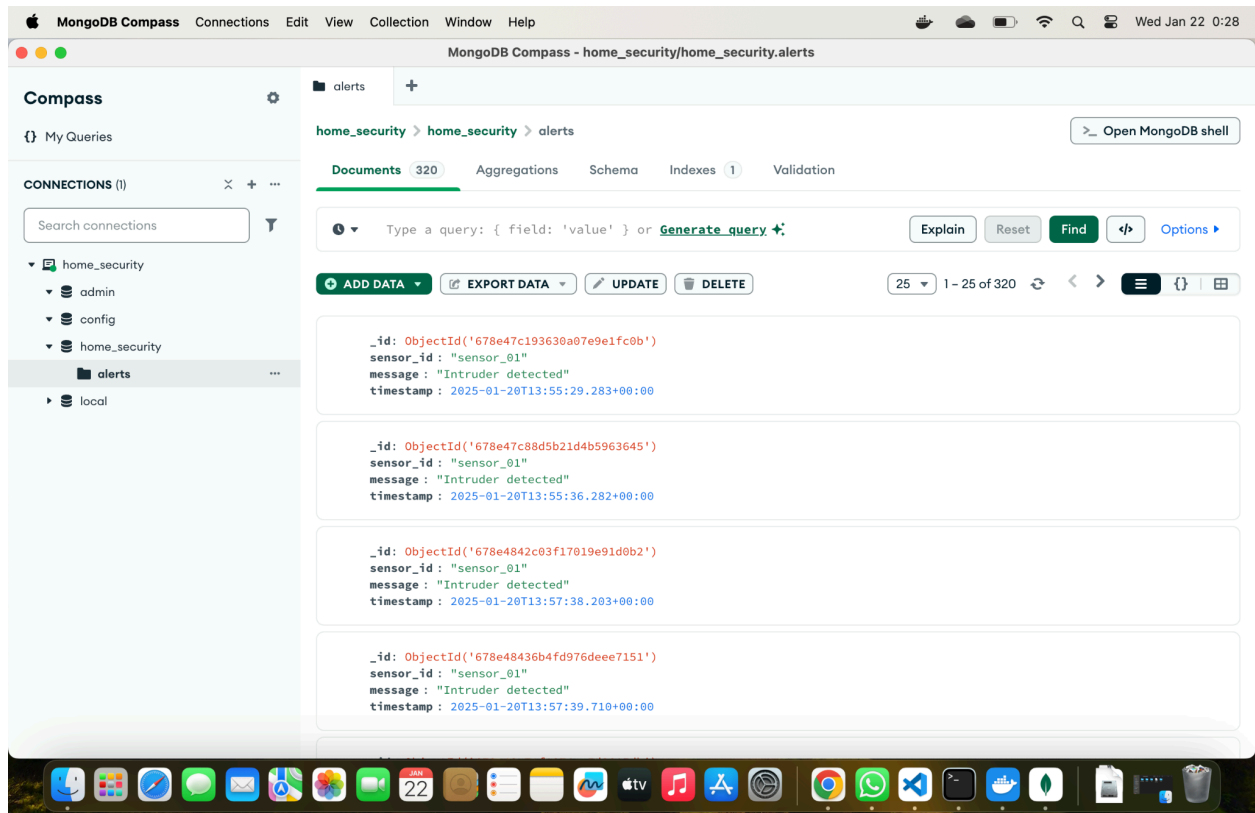 MongoDB Compass Connections Edit View Collection Window Help Wed Jan 22 0:28
MongoDB Compass - home_security/home_security.alerts
Compass
{} My Queries
CONNECTIONS (1)
Search connections
home_security
admin
config
home_security
alerts
local
alerts
home_security > home_security > alerts
>_ Open MongoDB shell
Documents 320 Aggregations Schema Indexes 1 Validation
Type a query: { field: 'value' } or Generate query
Explain Reset Find </> Options
ADD DATA EXPORT DATA UPDATE DELETE
25 1 – 25 of 320 {}
_id: ObjectId('678e47c193630a07e9e1fc0b')
sensor_id : "sensor_01"
message : "Intruder detected"
timestamp : 2025-01-20T13:55:29.283+00:00
_id: ObjectId('678e47c88d5b21d4b5963645')
sensor_id : "sensor_01"
message : "Intruder detected"
timestamp : 2025-01-20T13:55:36.282+00:00
_id: ObjectId('678e4842c03f17019e91d0b2')
sensor_id : "sensor_01"
message : "Intruder detected"
timestamp : 2025-01-20T13:57:38.203+00:00
_id: ObjectId('678e48436b4fd976deee7151')
sensor_id : "sensor_01"
message : "Intruder detected"
timestamp : 2025-01-20T13:57:39.710+00:00
JAN
22
tv